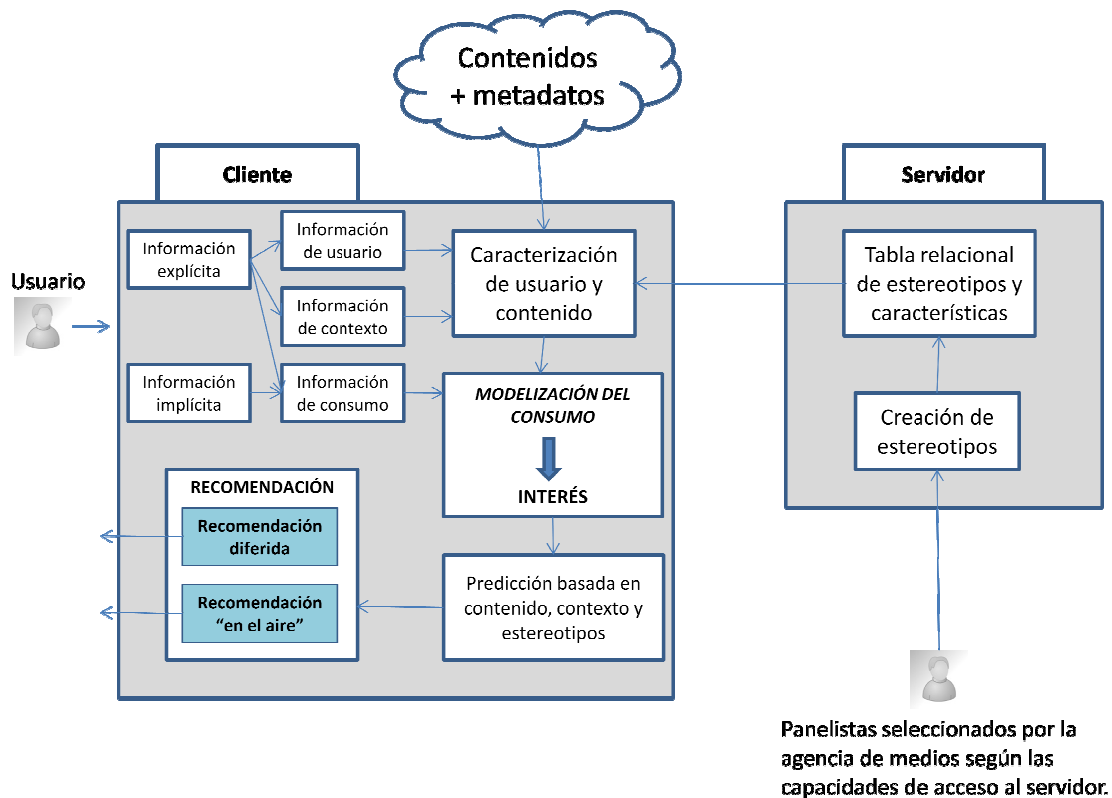 Contenidos
+ metadatos
Cliente
Servidor
Usuario
Información
explícita
Información
de usuario
Información
de contexto
Información
implícita
Información
de consumo
Caracterización
de usuario y
contenido
Tabla relacional
de estereotipos y
características
MODELIZACIÓN DEL
CONSUMO
INTERÉS
Creación de
estereotipos
RECOMENDACIÓN
Recomendación
diferida
Recomendación
“en el aire”
Predicción basada en
contenido, contexto y
estereotipos
Panelistas seleccionados por la
agencia de medios según las
capacidades de acceso al servidor.